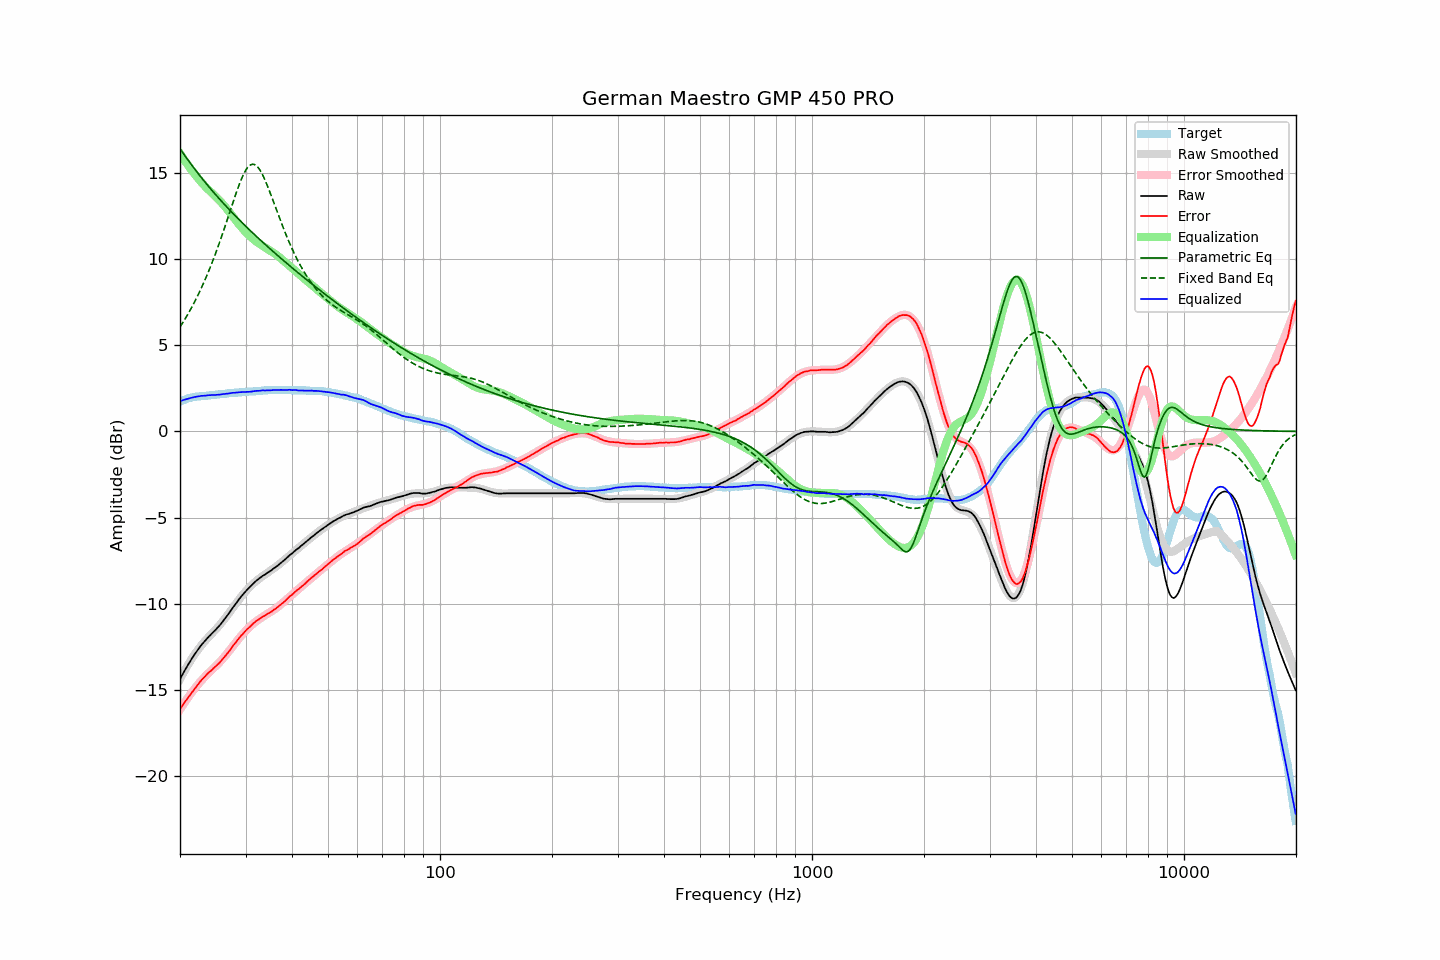 German Maestro GMP 450 PRO
Target
Raw Smoothed
Error Smoothed
Raw
Error
Equalization
Parametric Eq
Fixed Band Eq
Equalized
15
10
5
0
−5
−10
−15
−20
Amplitude (dBr)
100
1000
10000
Frequency (Hz)